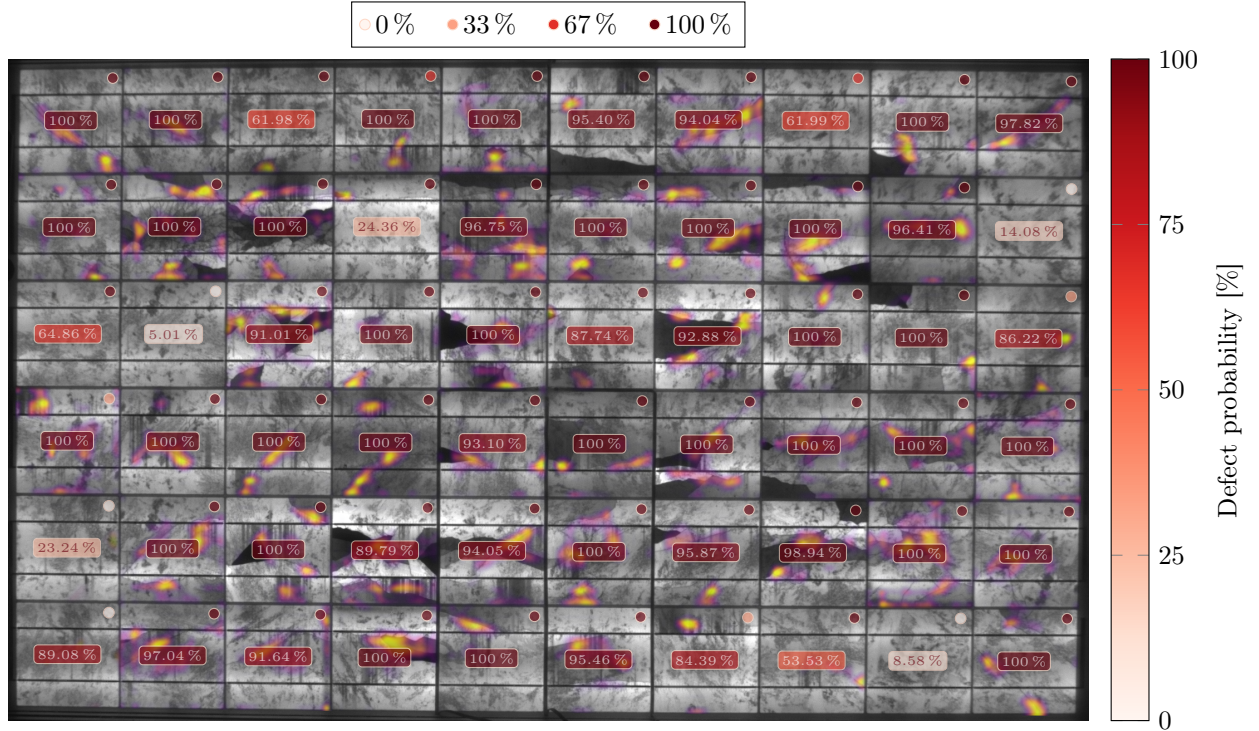 0 % 33 % 67 % 100 %
100 % 100 % 61.98 % 100 % 100 % 95.40 % 94.04 % 61.99 % 100 % 97.82 %
100 % 100 % 100 % 24.36 % 96.75 % 100 % 100 % 100 % 96.41 % 14.08 %
64.86 % 5.01 % 91.01 % 100 % 100 % 87.74 % 92.88 % 100 % 100 % 86.22 %
100 % 100 % 100 % 100 % 93.10 % 100 % 100 % 100 % 100 % 100 %
23.24 % 100 % 100 % 89.79 % 94.05 % 100 % 95.87 % 98.94 % 100 % 100 %
89.08 % 97.04 % 91.64 % 100 % 100 % 95.46 % 84.39 % 53.53 % 8.58 % 100 %
100
75
50
25
0
Defect probability [%]